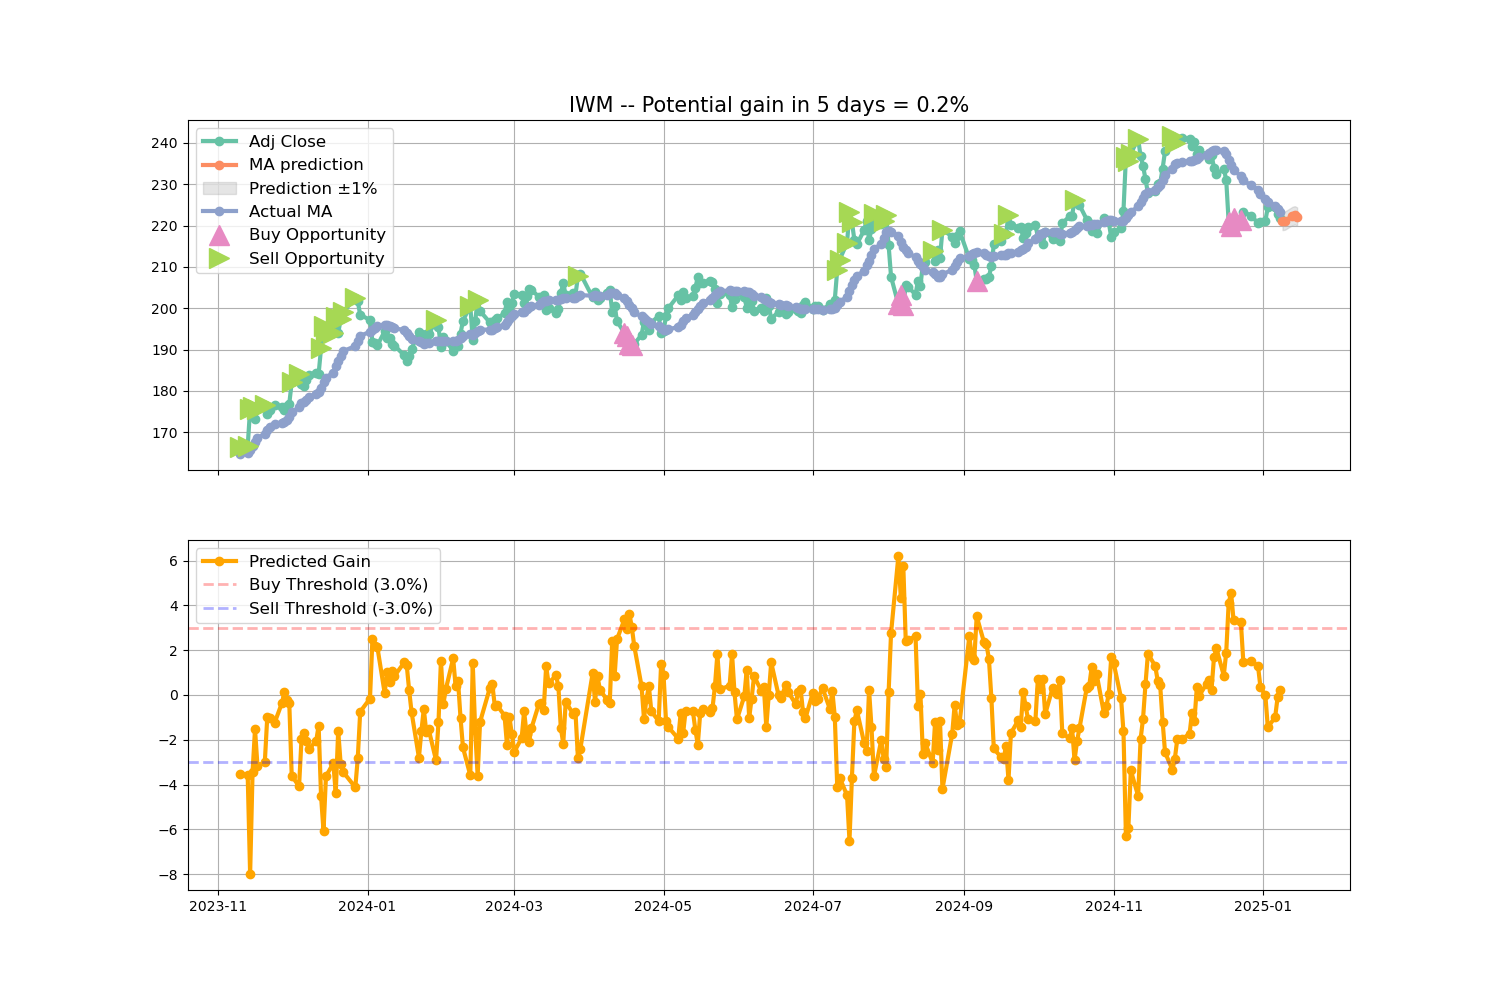 IWM -- Potential gain in 5 days = 0.2%
240
230
220
210
200
190
180
170
Adj Close
MA prediction
Prediction ±1%
Actual MA
Buy Opportunity
Sell Opportunity
6
4
2
0
−2
−4
−6
−8
Predicted Gain
Buy Threshold (3.0%)
Sell Threshold (-3.0%)
2023-11
2024-01
2024-03
2024-05
2024-07
2024-09
2024-11
2025-01